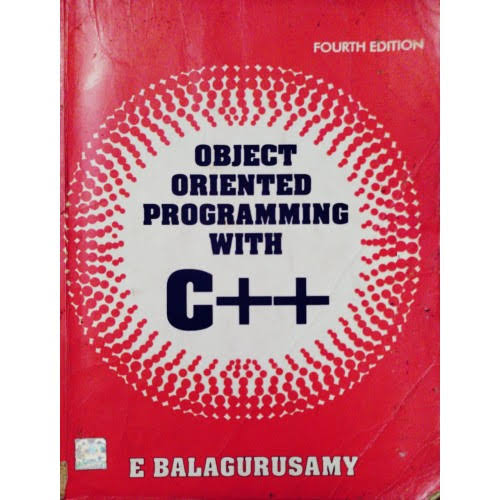 FOURTH EDITION
OBJECT
ORIENTED
PROGRAMMING
WITH
C++
E BALAGURUSAMY